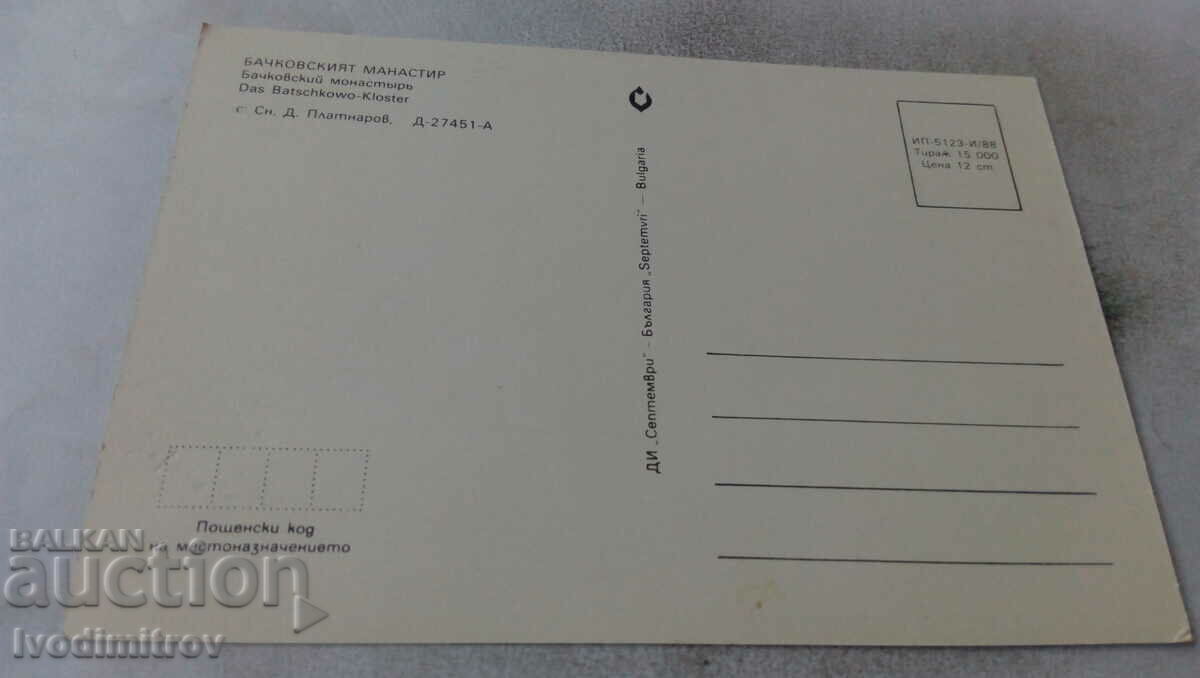 БАЧКОВСКИЯТ МАНАСТИР
Бачковский монастырь
Das Batschkowo-Kloster
с. Сн. Д. Платнаров, Д-27451-А
ИП-5123-И/88
Тираж 15 000
Цена 12 ст
ДИ „Септември" - България „Septemvri" - Bulgaria
Пощенски код
на местоназначението
BALKAN
auction
Ivodimitrov